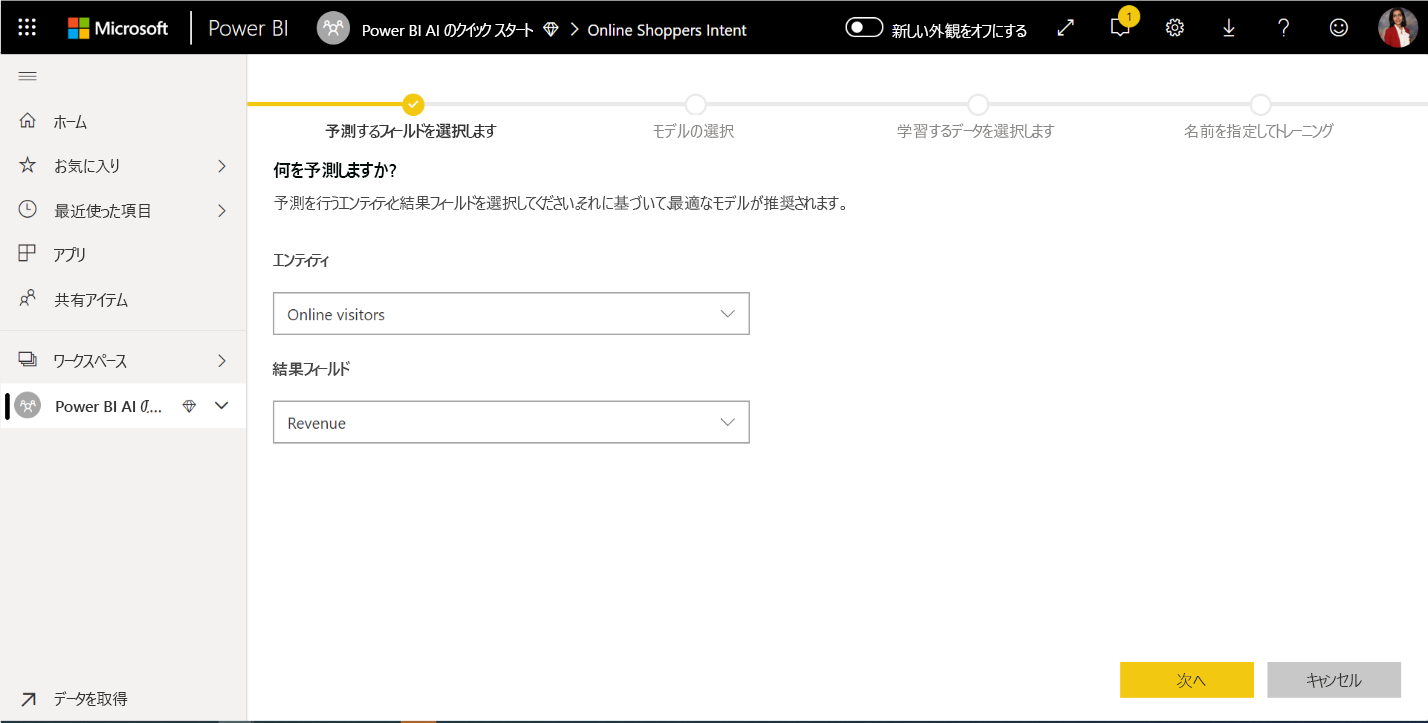 Microsoft Power BI Power BI AI のクイック スタート > Online Shoppers Intent 新しい外観をオフにする 1 ?
ホーム
お気に入り
最近使った項目
アプリ
共有アイテム
ワークスペース
Power BI AI の...
データを取得
予測するフィールドを選択します モデルの選択 学習するデータを選択します 名前を指定してトレーニング
何を予測しますか?
予測を行うエンティティと結果フィールドを選択してください。それに基づいて、最適なモデルが推奨されます。
エンティティ
Online visitors
結果フィールド
Revenue
次へ キャンセル